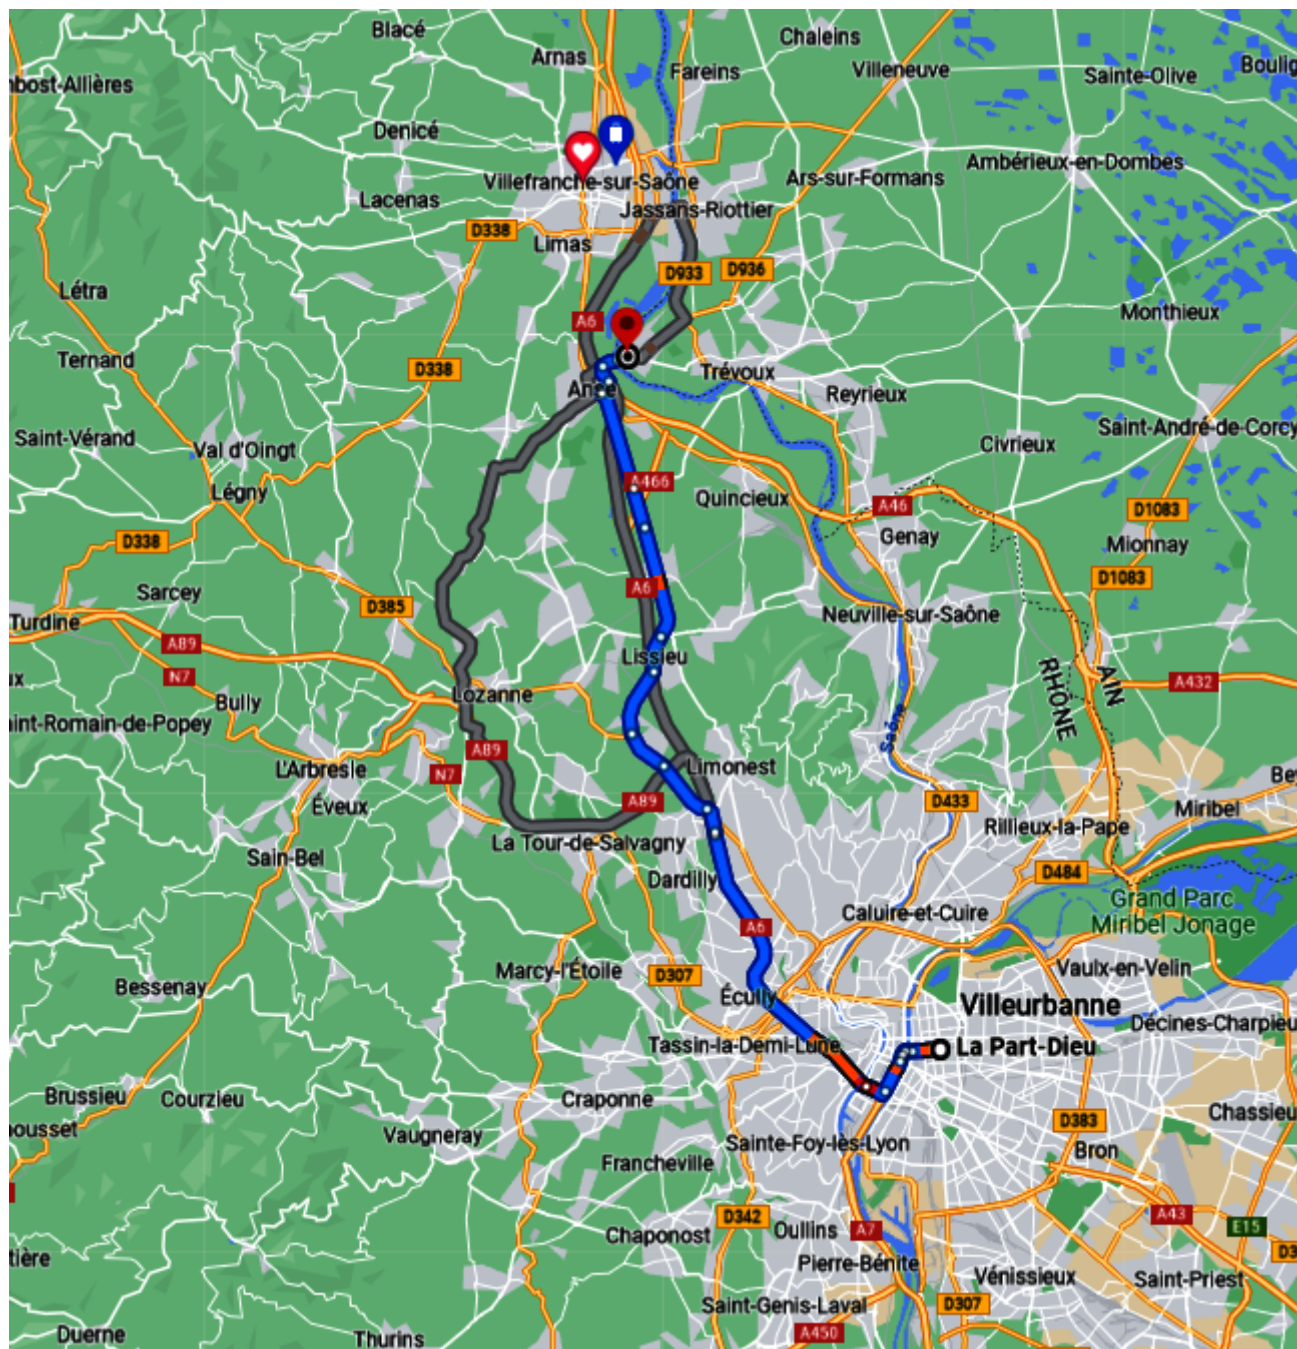 Blacé
Arnas
Chaleins
Fareins
Villeneuve
Boulig
Sainte-Olive
bost-Allières
Denicé
Ambérieux-en-Dombes
Villefranche-sur-Saône
Ars-sur-Formans
Lacenas
Jassans-Riottier
D338
Limas
D933
D936
Létra
Monthieux
A6
Ternand
D338
Trévoux
Anse
Reyrieux
Saint-André-de-Corcy
Saint-Vérand
Val d'Oingt
Civrieux
A466
Légny
Quincieux
A46
D1083
D338
Genay
Mionnay
D1083
A6
Sarcey
D385
Turdine
Neuville-sur-Saône
A89
Lissieu
RHÔNE
AIN
N7
A432
ux
Bully
Lozanne
aint-Romain-de-Popey
Saône
A89
L'Arbresle
N7
Limonest
Bey
Éveux
A89
D433
Miribel
Rillieux-la-Pape
La Tour-de-Salvagny
Sain-Bel
D484
Dardilly
Grand Parc
Miribel Jonage
Caluire-et-Cuire
A6
Marcy-l'Étoile
D307
Vaulx-en-Velin
Bessenay
Écully
Villeurbanne
Décines-Charpieu
Tassin-la-Demi-Lune
La Part-Dieu
Brussieu
Courzieu
Craponne
Chassieu
D383
ousset
Vaugneray
Sainte-Foy-lès-Lyon
Bron
Francheville
D342
A43
Oullins
A7
E15
Chaponost
D3
tière
Pierre-Bénite
Vénissieux
Saint-Priest
Saint-Genis-Laval
D307
Duerne
Thurins
A450